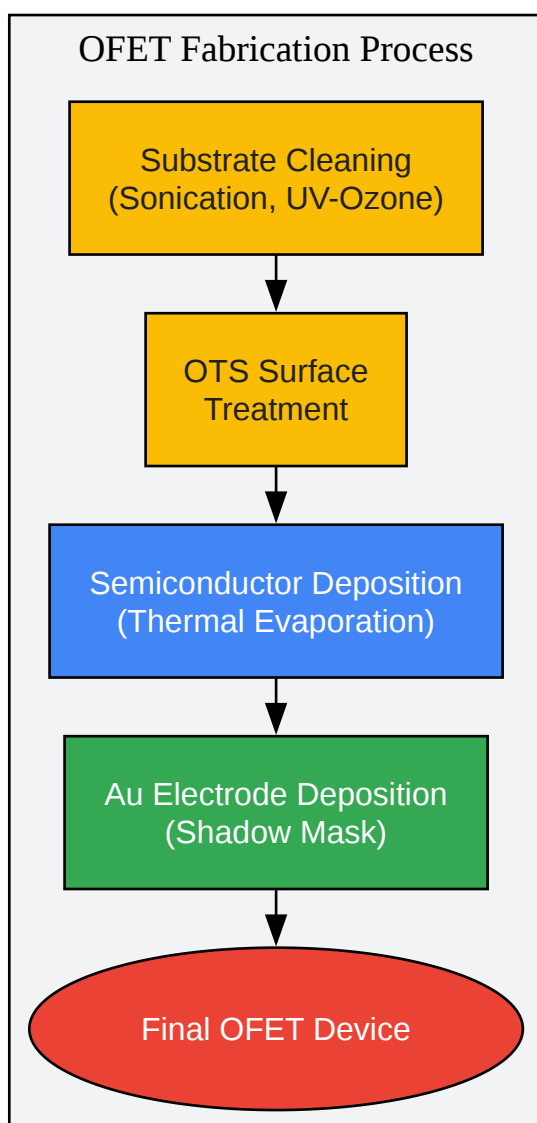 OFET Fabrication Process
Substrate Cleaning
(Sonication, UV-Ozone)
OTS Surface
Treatment
Semiconductor Deposition
(Thermal Evaporation)
Au Electrode Deposition
(Shadow Mask)
Final OFET Device